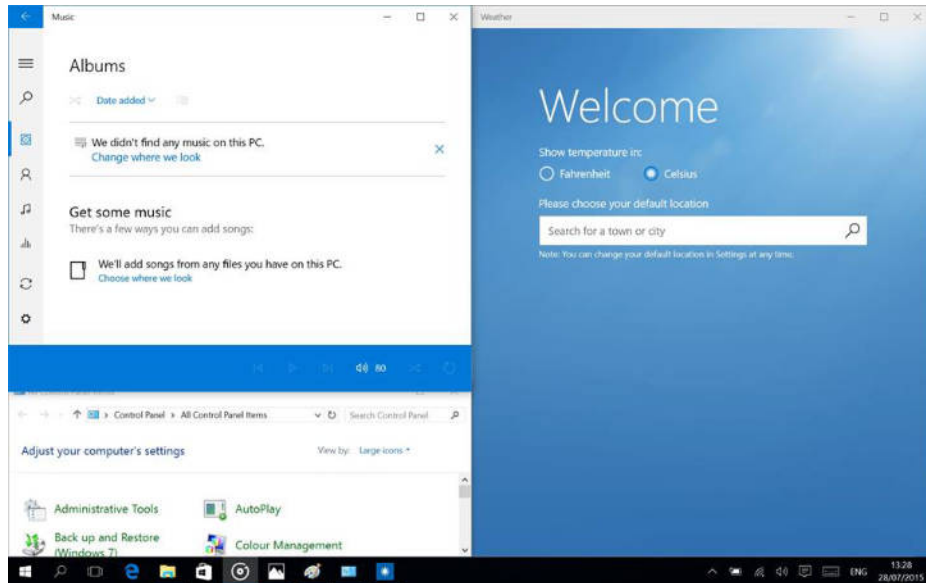 Music
Albums
Date added
We didn't find any music on this PC.
Change where we look
Get some music
There's a few ways you can add songs:
We'll add songs from any files you have on this PC.
Choose where we look
80
Control Panel
All Control Panel Items
Search Control Panel
Adjust your computer's settings
View by:
Large icons
Administrative Tools
AutoPlay
Back up and Restore
(Windows 7)
Colour Management
Weather
Welcome
Show temperature in:
Fahrenheit
Celsius
Please choose your default location
Search for a town or city
Note: You can change your default location in Settings at any time.
ENG
13:28
28/07/2015